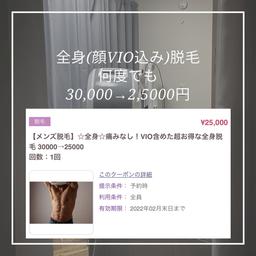 全身(顔VIO込み)脱毛
何度でも
30,000→2,5000円
脱毛
¥25,000
【メンズ脱毛】☆全身☆痛みなし！VIO含めた超お得な全身脱
毛 30000→25000
回数：1回
このクーポンの詳細
提示条件： 予約時
利用条件： 全員
有効期限： 2022年02月末日まで